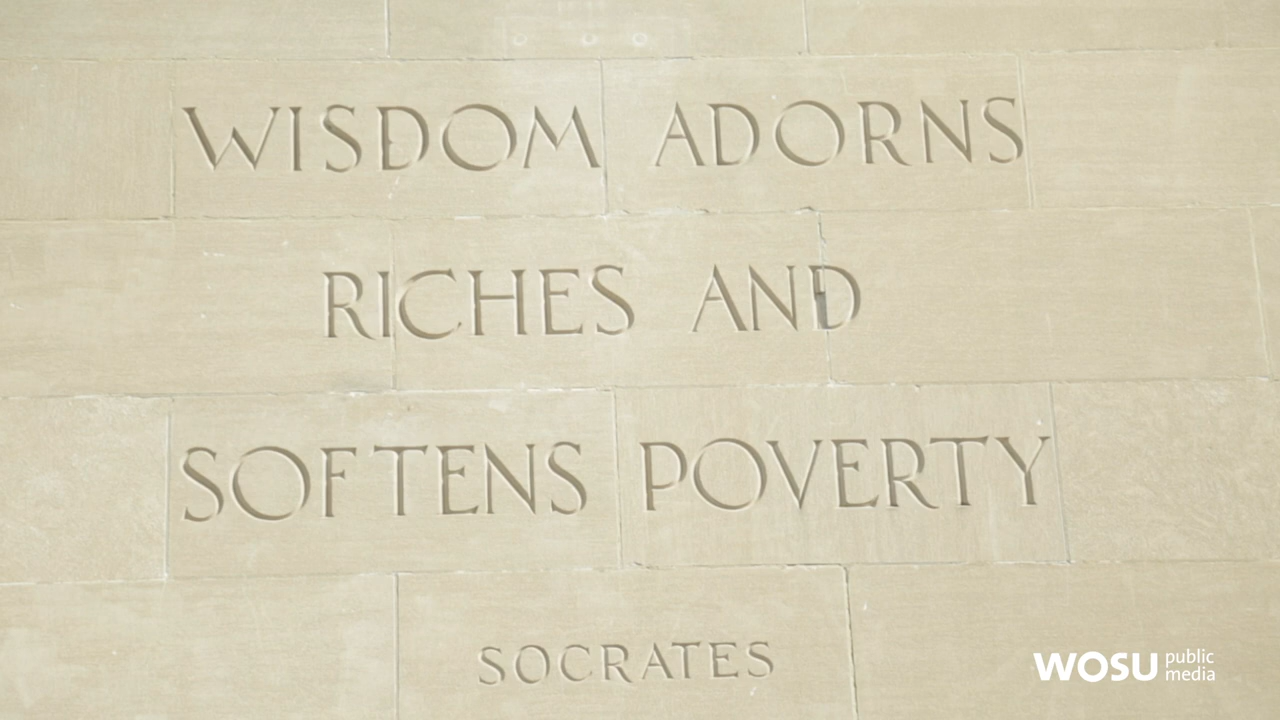 WISDOM ADORNS
RICHES AND
SOFTENS POVERTY
SOCRATES
WOSU public
media